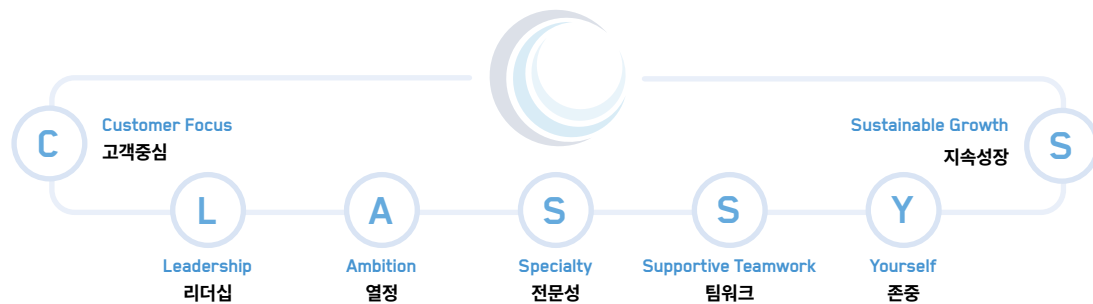 C
Customer Focus
고객중심
L
Leadership
리더십
A
Ambition
열정
S
Specialty
전문성
S
Supportive Teamwork
팀워크
Y
Yourself
존중
S
Sustainable Growth
지속성장